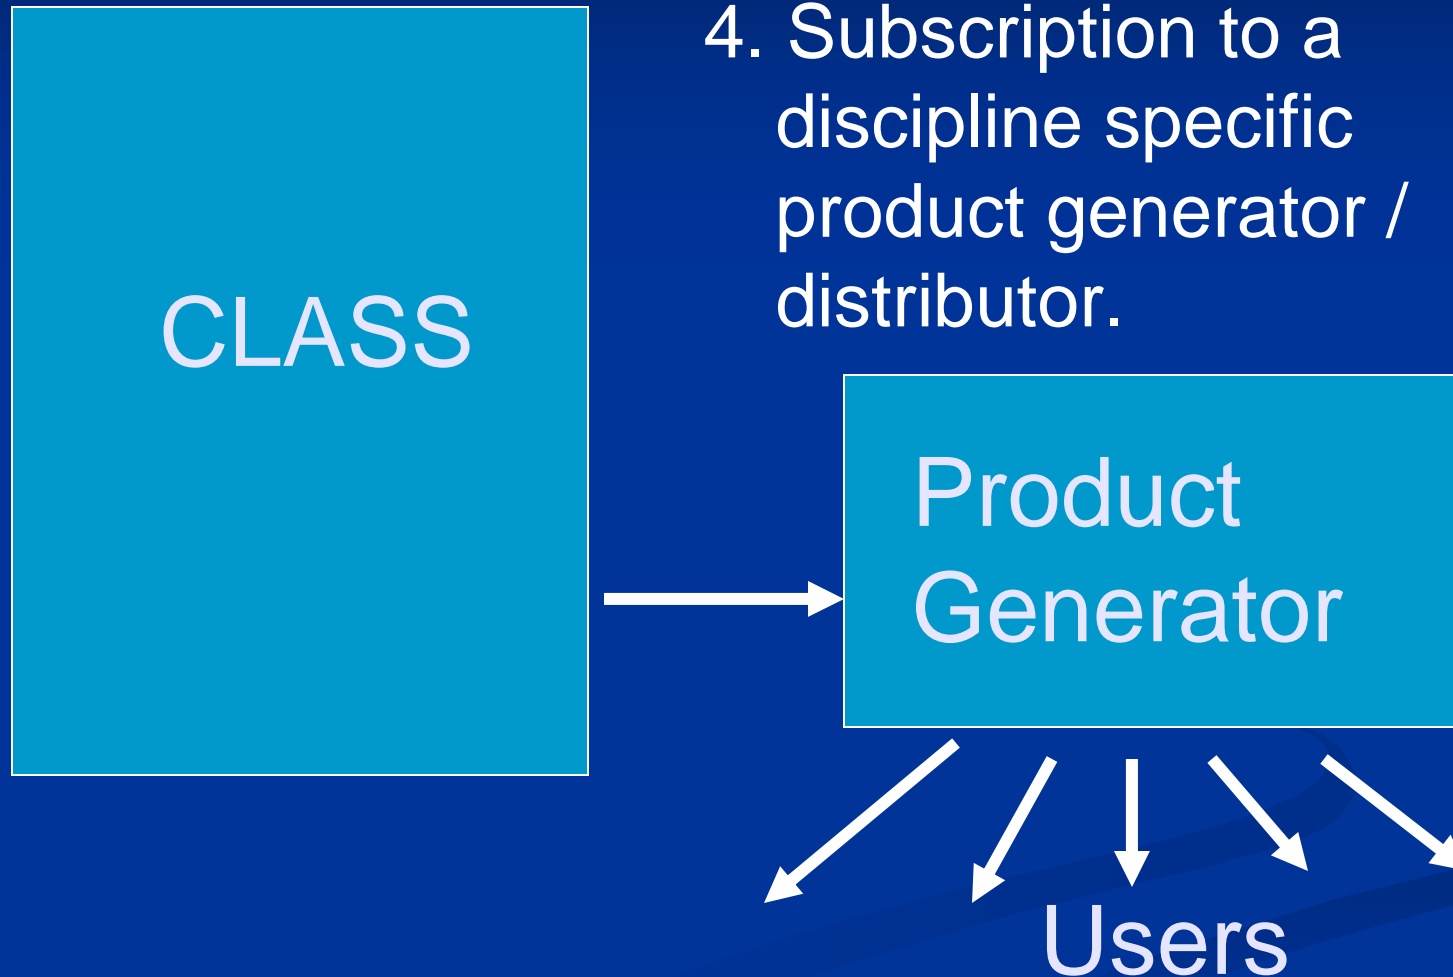 4. Subscription to a
discipline specific
product generator /
distributor.
CLASS
Product
Generator
Users